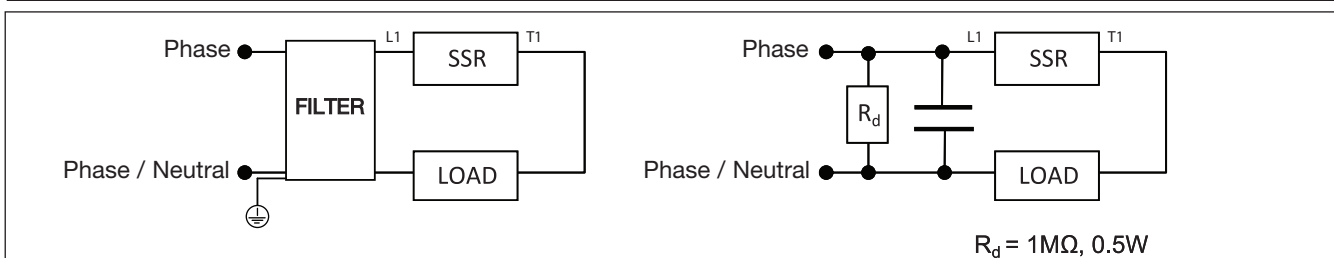 Phase
L1
SSR
T1
FILTER
Phase / Neutral
LOAD
Phase
L1
SSR
T1
Rd
Phase / Neutral
LOAD
Rd = 1MΩ, 0.5W